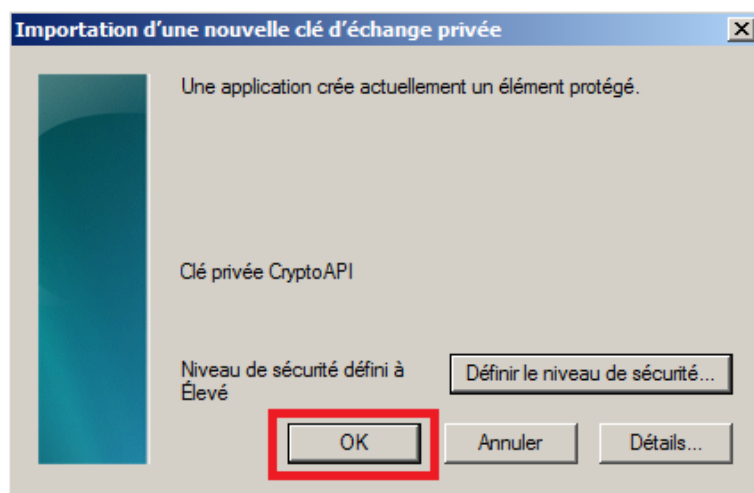 Importation d'une nouvelle clé d'échange privée
Une application crée actuellement un élément protégé.
Clé privée CryptoAPI
Niveau de sécurité défini à
Élevé
Définir le niveau de sécurité...
OK
Annuler
Détails...